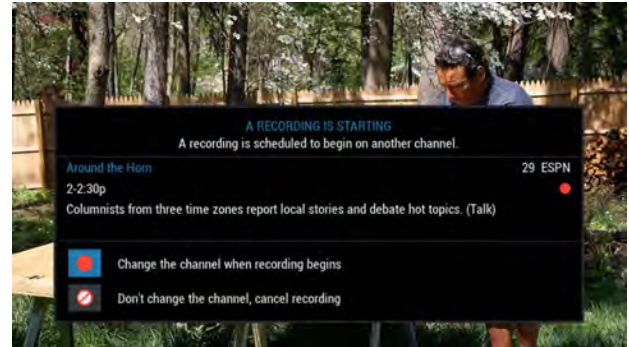 A RECORDING IS STARTING
A recording is scheduled to begin on another channel.
Around the Horn 29 ESPN
2-2:30p
Columnists from three time zones report local stories and debate hot topics. (Talk)
Change the channel when recording begins
Don't change the channel, cancel recording